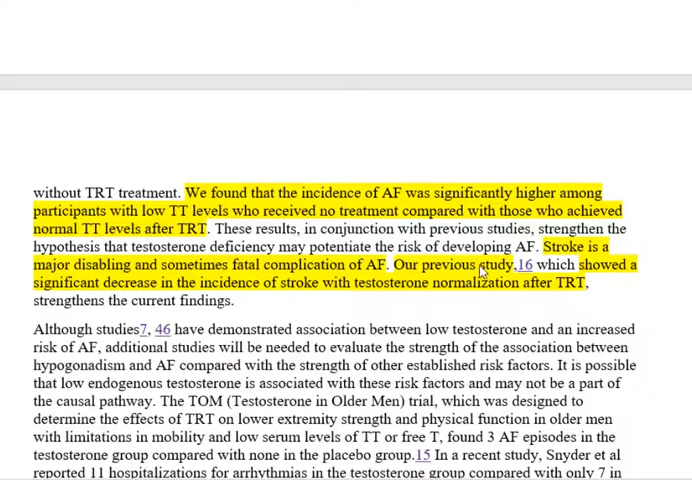 without TRT treatment. We found that the incidence of AF was significantly higher among
participants with low TT levels who received no treatment compared with those who achieved
normal TT levels after TRT. These results, in conjunction with previous studies, strengthen the
hypothesis that testosterone deficiency may potentiate the risk of developing AF. Stroke is a
major disabling and sometimes fatal complication of AF. Our previous study,16 which showed a
significant decrease in the incidence of stroke with testosterone normalization after TRT,
strengthens the current findings.
Although studies7, 46 have demonstrated association between low testosterone and an increased
risk of AF, additional studies will be needed to evaluate the strength of the association between
hypogonadism and AF compared with the strength of other established risk factors. It is possible
that low endogenous testosterone is associated with these risk factors and may not be a part of
the causal pathway. The TOM (Testosterone in Older Men) trial, which was designed to
determine the effects of TRT on lower extremity strength and physical function in older men
with limitations in mobility and low serum levels of TT or free T, found 3 AF episodes in the
testosterone group compared with none in the placebo group.15 In a recent study, Snyder et al
reported 11 hospitalizations for arrhythmias in the testosterone group compared with only 7 in